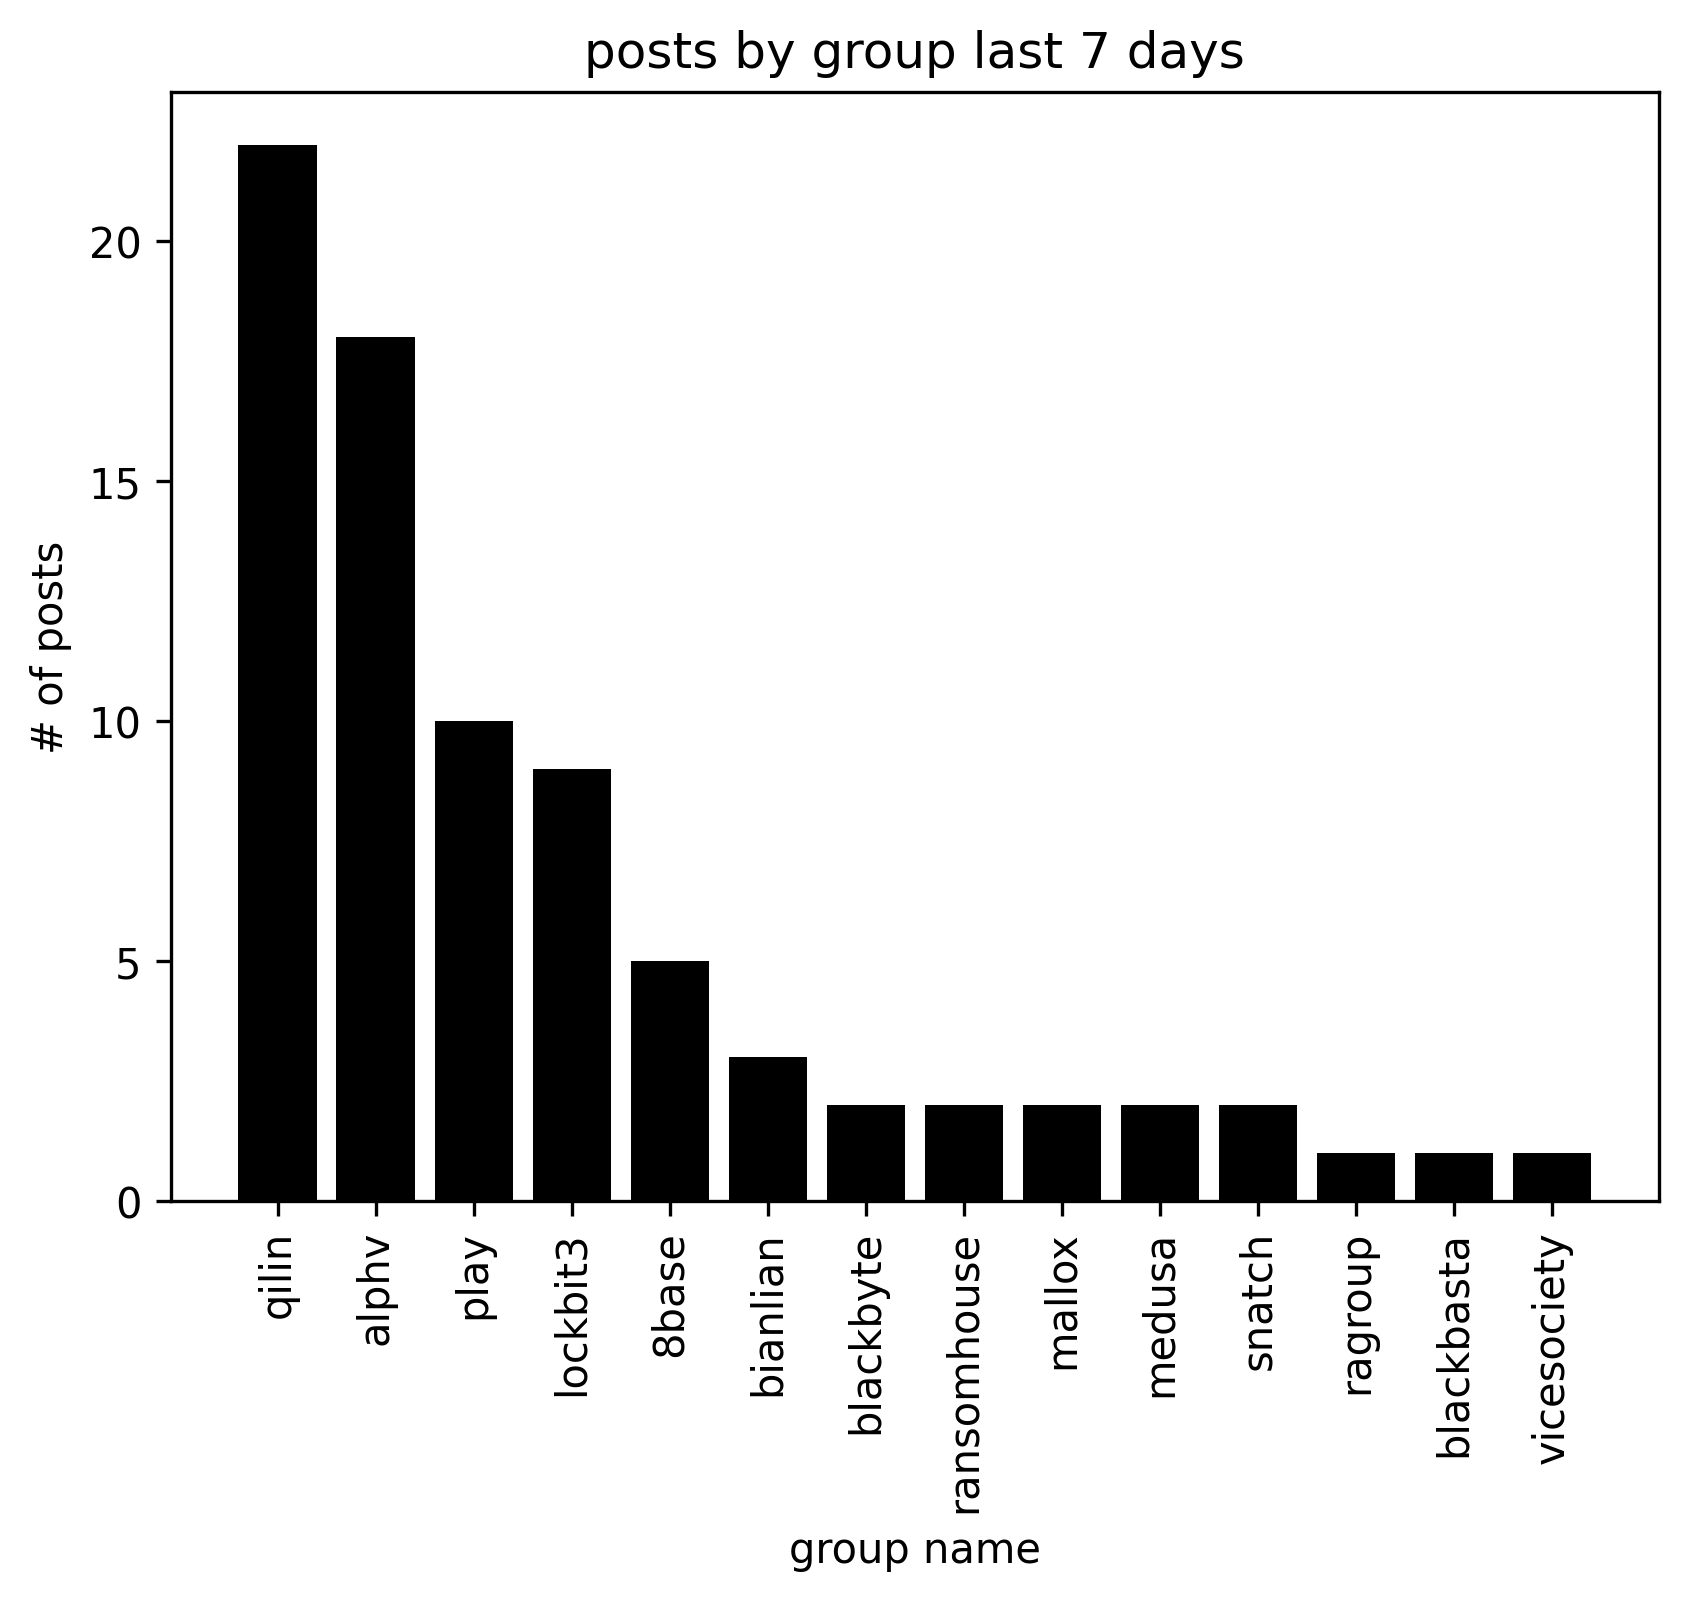 posts by group last 7 days
# of posts
20
15
10
5
0
qilin
alphv
play
lockbit3
8base
bianlian
blackbyte
ransomhouse
mallox
medusa
snatch
ragroup
blackbasta
vicesociety
group name